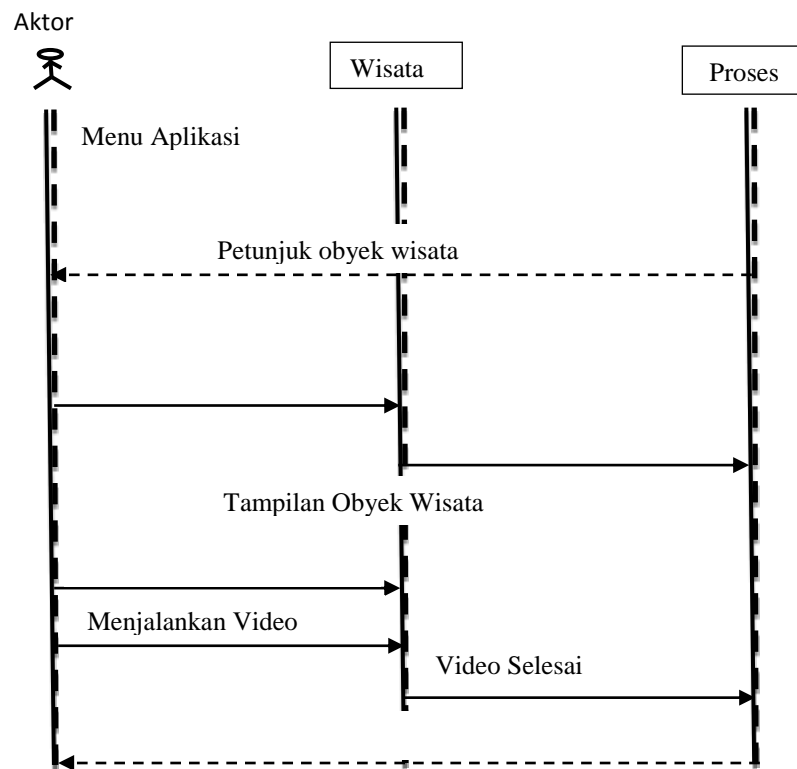 Aktor
Wisata
Proses
Menu Aplikasi
Petunjuk obyek wisata
Tampilan Obyek Wisata
Menjalankan Video
Video Selesai